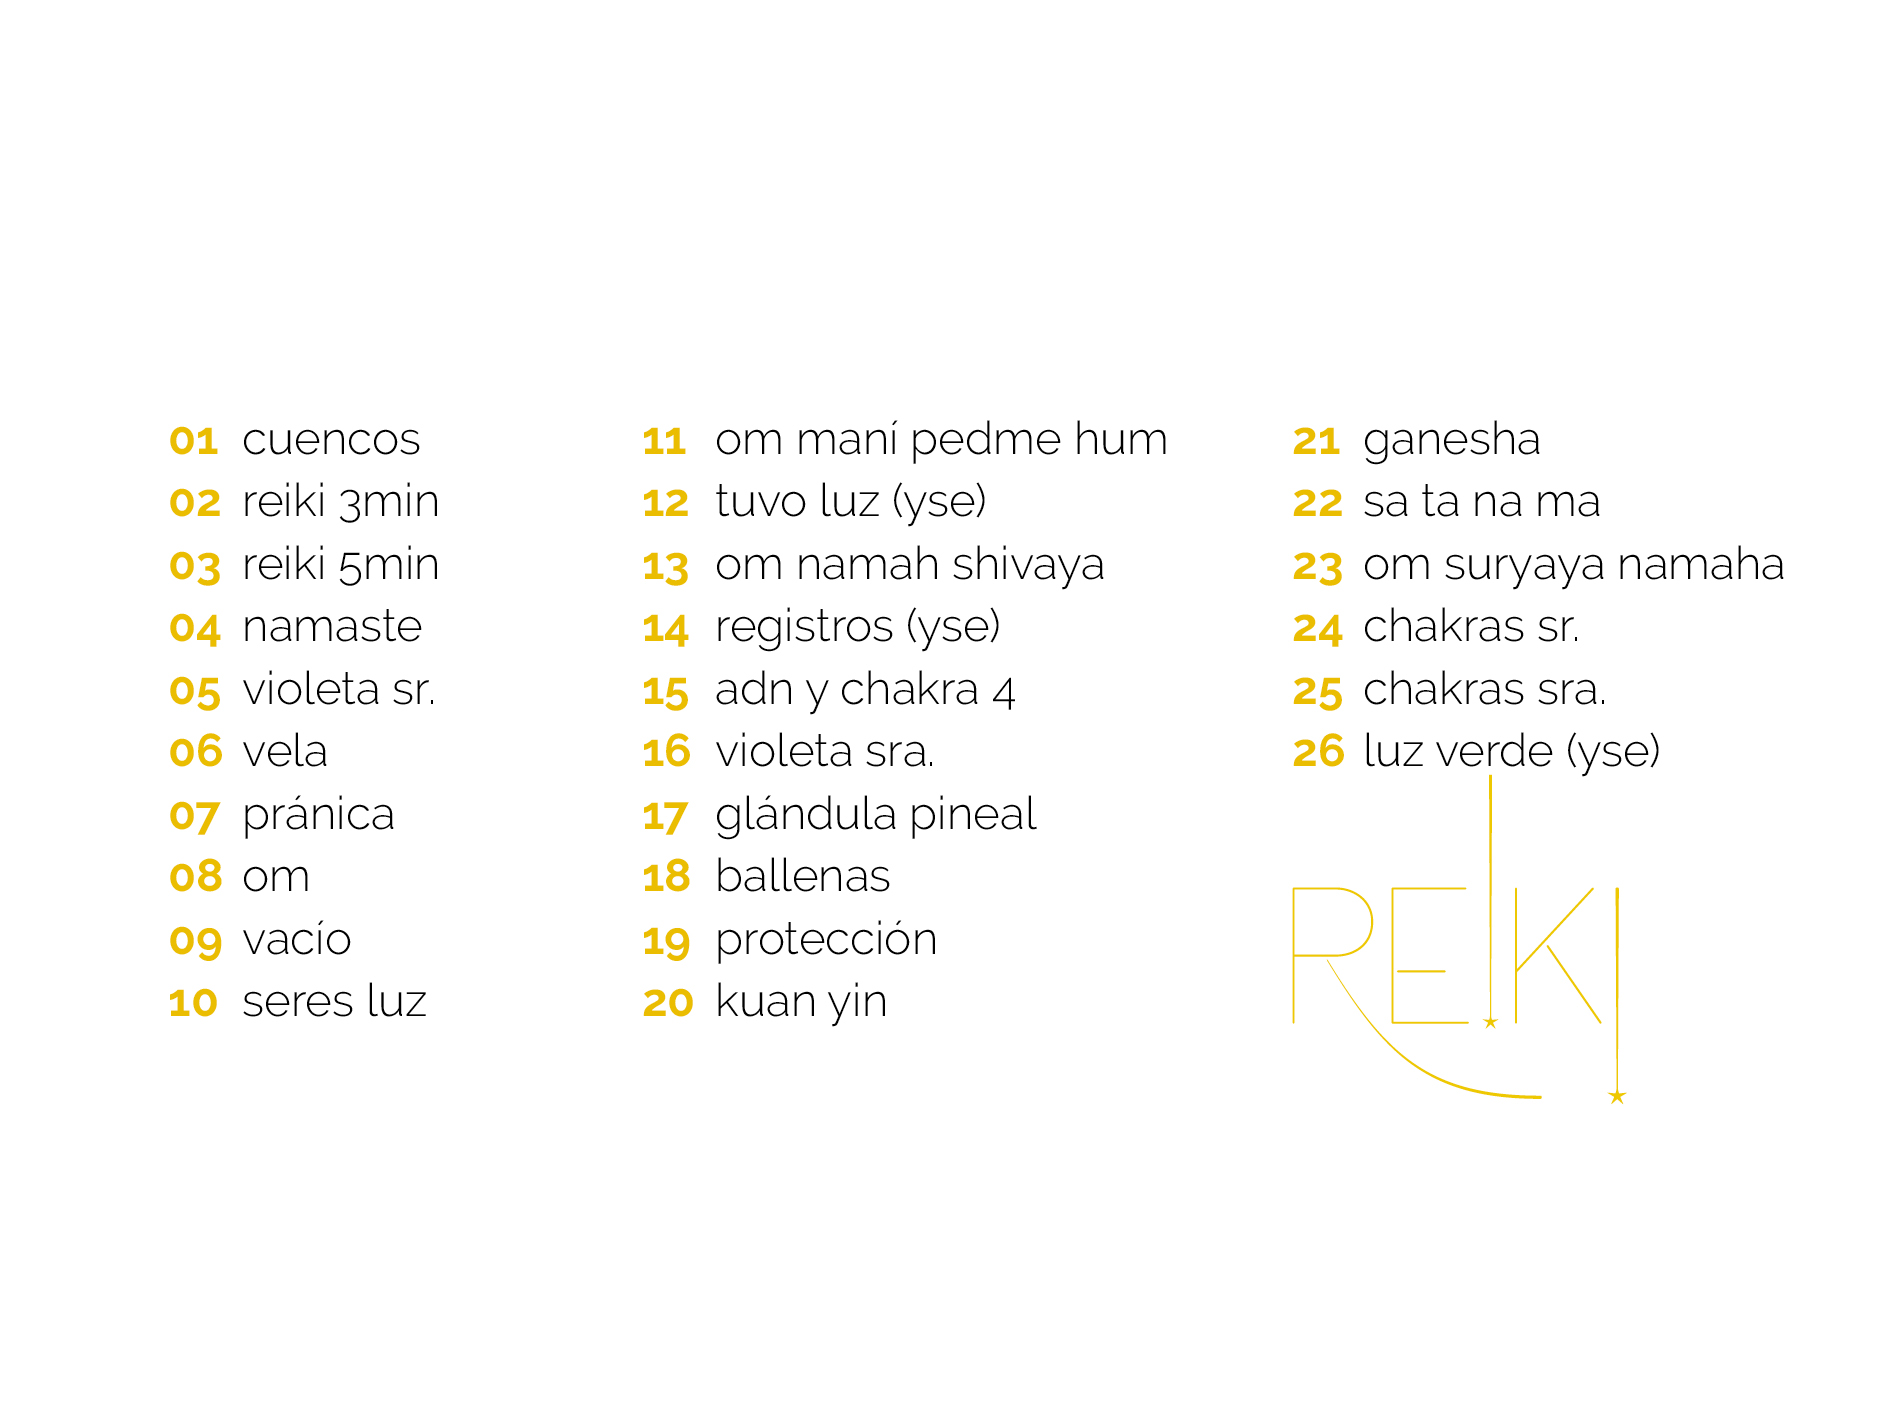 01 cuencos
02 reiki 3min
03 reiki 5min
04 namaste
05 violeta sr.
06 vela
07 pránica
08 om
09 vacío
10 seres luz
11 om maní pedme hum
12 tuvo luz (yse)
13 om namah shivaya
14 registros (yse)
15 adn y chakra 4
16 violeta sra.
17 glándula pineal
18 ballenas
19 protección
20 kuan yin
21 ganesha
22 sa ta na ma
23 om suryaya namaha
24 chakras sr.
25 chakras sra.
26 luz verde (yse)
REIKI